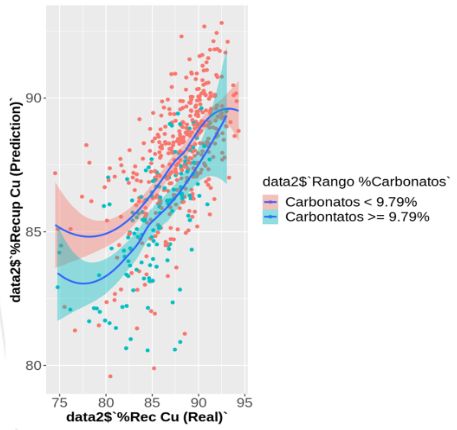 data2$`%Recup Cu (Prediction)`
90
85
80
75 80 85 90 95
data2$`%Rec Cu (Real)`
data2$`Rango %Carbonatos`
Carbonatos < 9.79%
Carbontatos >= 9.79%